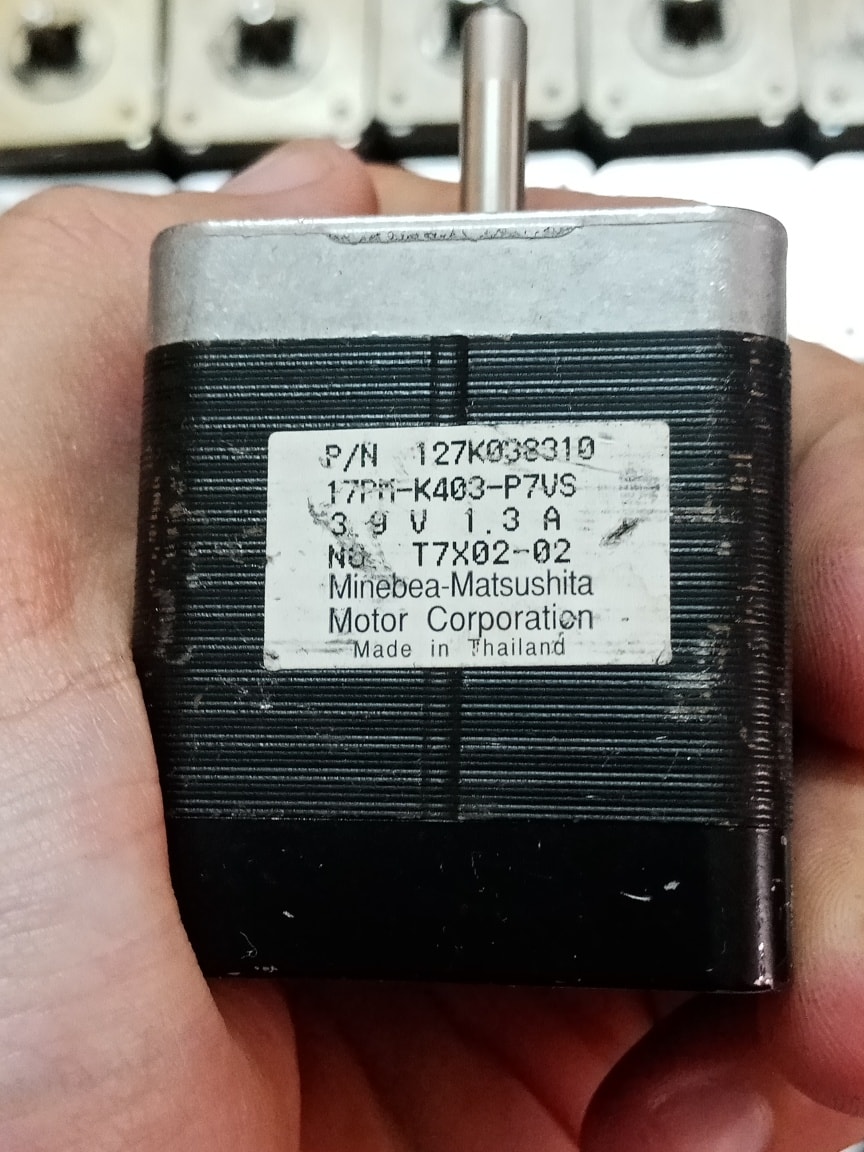 P/N 127K038310
17PM-K403-P7VS
3.9 V 1.3 A
NO. T7X02-02
Minebea-Matsushita
Motor Corporation
Made in Thailand